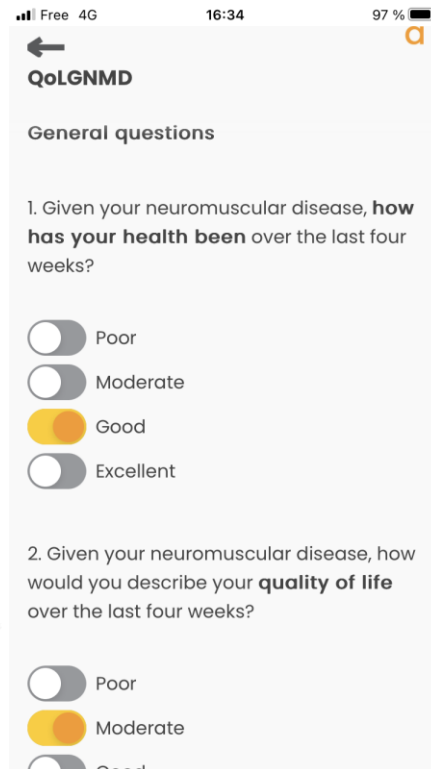 Free 4G 16:34 97 %
a
QoLGNMD
General questions
1. Given your neuromuscular disease, how
has your health been over the last four
weeks?
Poor
Moderate
Good
Excellent
2. Given your neuromuscular disease, how
would you describe your quality of life
over the last four weeks?
Poor
Moderate